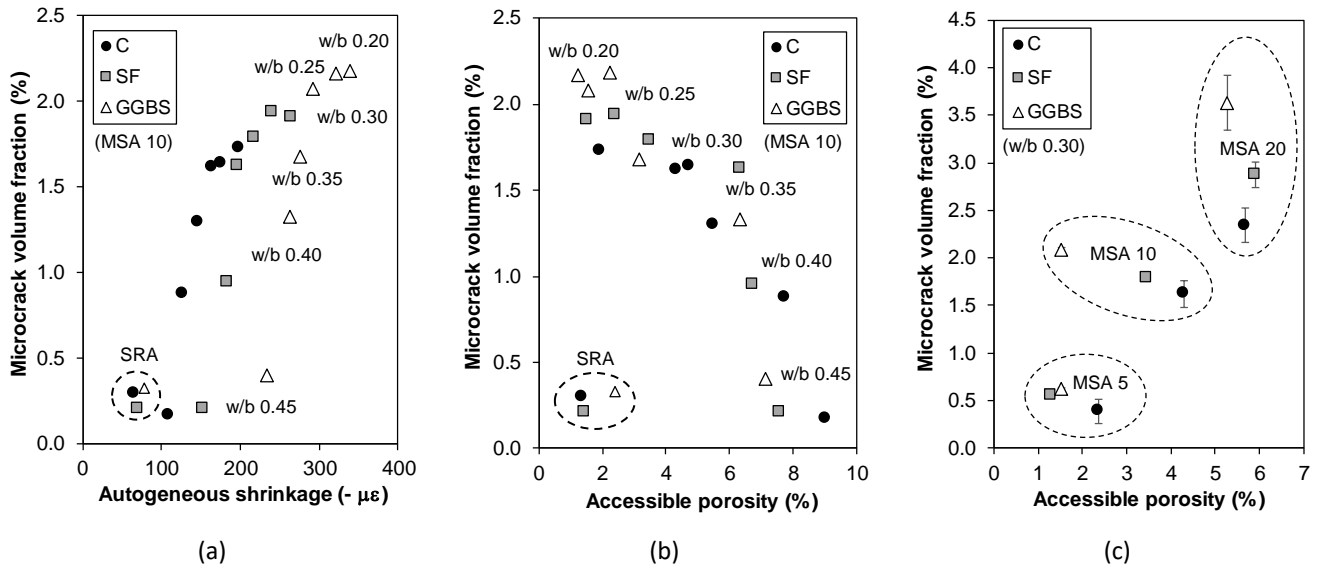 Microcrack volume fraction (%)
2.5
2.0
1.5
1.0
0.5
0.0
C
SF
GGBS
(MSA 10)
w/b 0.20
w/b 0.25
w/b 0.30
w/b 0.35
w/b 0.40
SRA
w/b 0.45
0 100 200 300 400
Autogeneous shrinkage (- με)
(a)
Microcrack volume fraction (%)
2.5
2.0
1.5
1.0
0.5
0.0
w/b 0.20
C
SF
GGBS
(MSA 10)
w/b 0.25
w/b 0.30
w/b 0.35
w/b 0.40
SRA
w/b 0.45
0 2 4 6 8 10
Accessible porosity (%)
(b)
Microcrack volume fraction (%)
4.5
4.0
3.5
3.0
2.5
2.0
1.5
1.0
0.5
0.0
C
SF
GGBS
(w/b 0.30)
MSA 20
MSA 10
MSA 5
0 1 2 3 4 5 6 7
Accessible porosity (%)
(c)